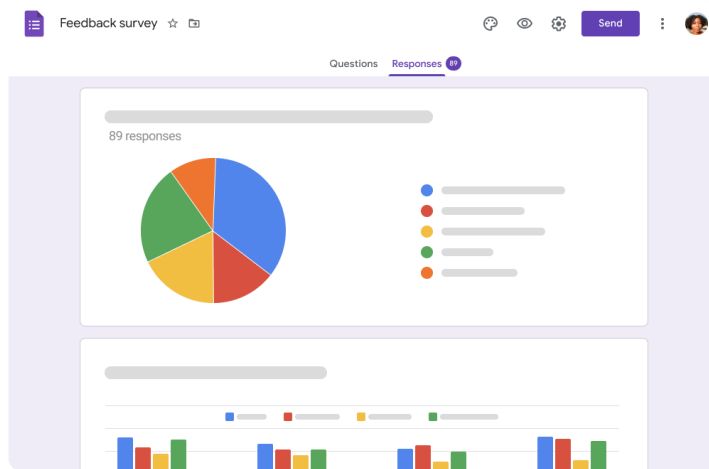 Feedback survey
Send
Questions
Responses 89
89 responses